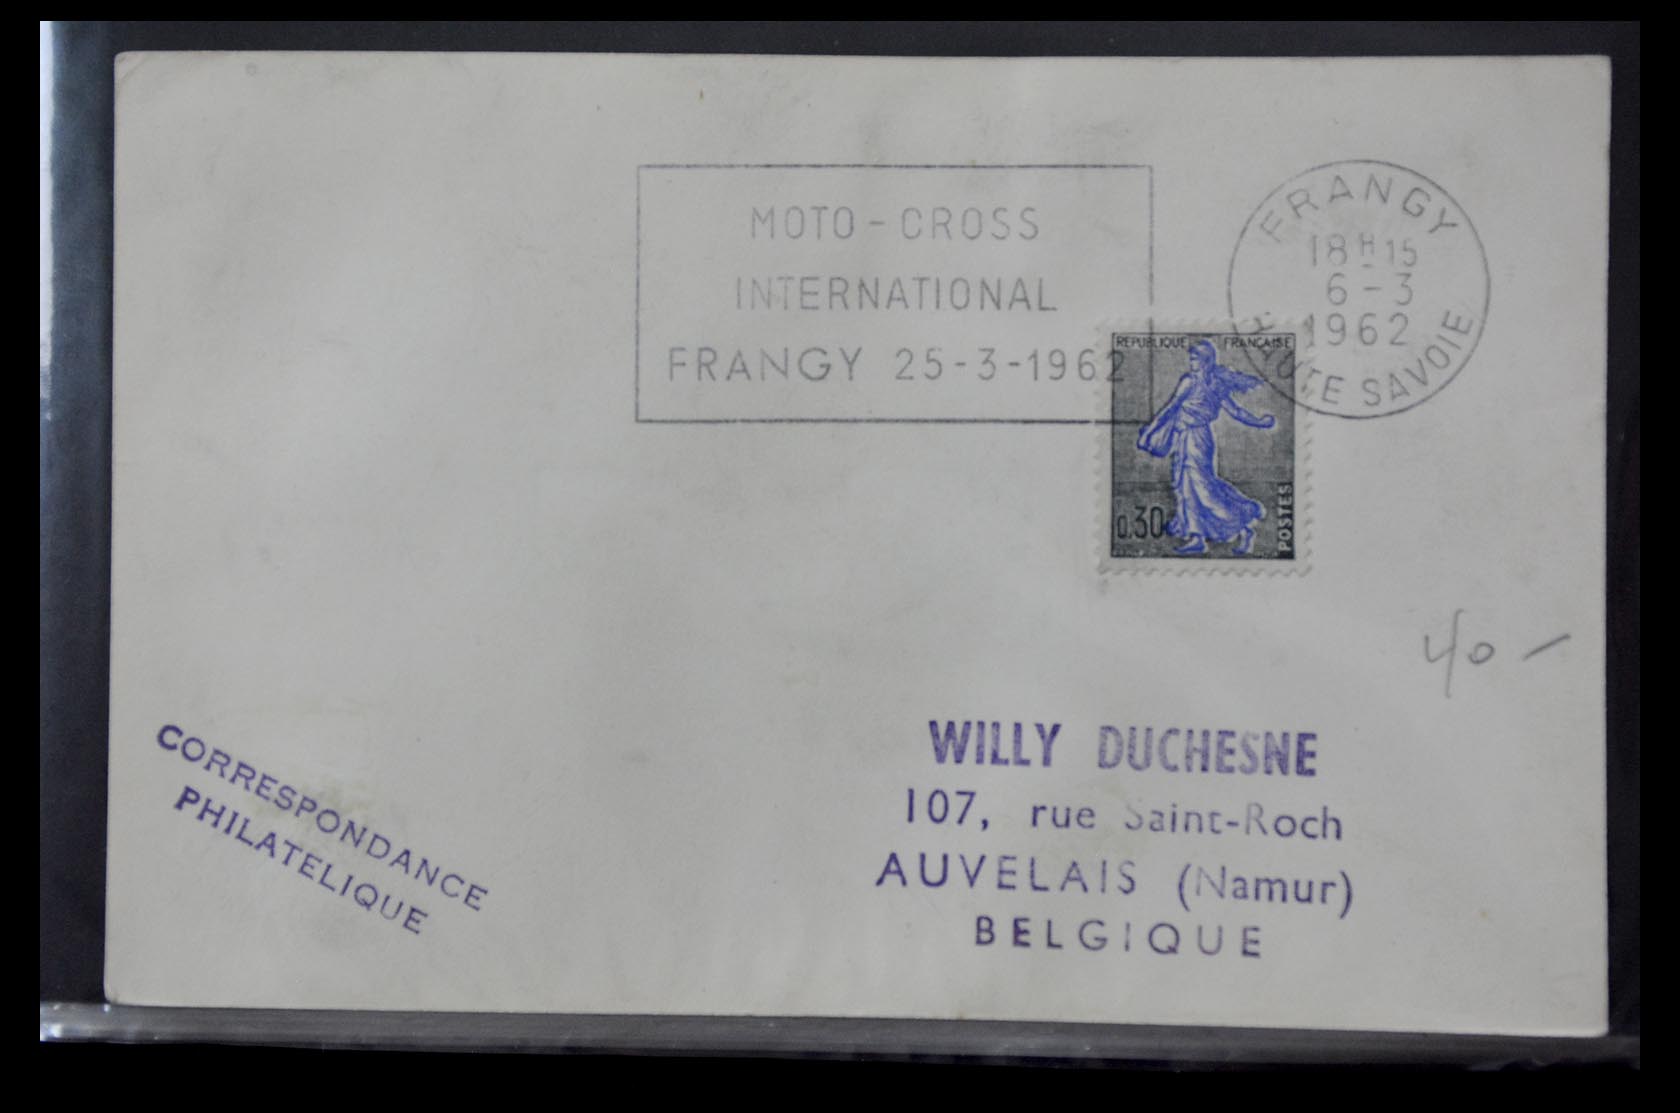 MOTO - CROSS
INTERNATIONAL
FRANGY 25-3-1962
FRANGY
18H15
6-3
1962
HAUTE SAVOIE
REPUBLIQUE FRANÇAISE
0.30
POSTES
40 -
CORRESPONDANCE
PHILATELIQUE
WILLY DUCHESNE
107, rue Saint-Roch
AUVELAIS (Namur)
BELGIQUE